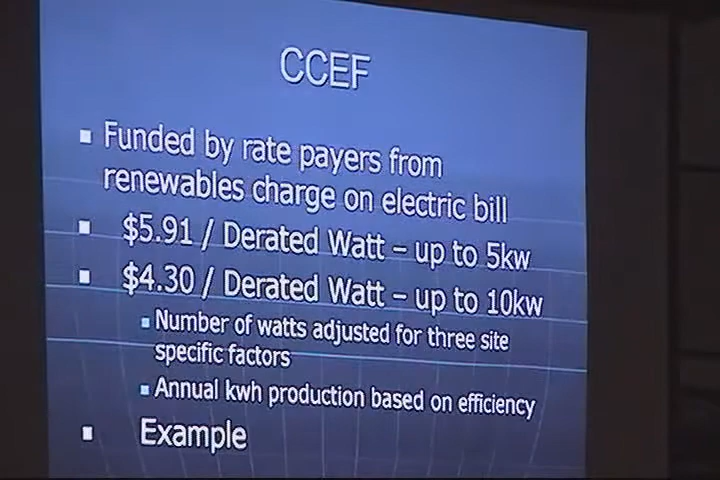 CCEF
Funded by rate payers from
renewables charge on electric bill
$5.91 / Derated Watt – up to 5kw
$4.30 / Derated Watt – up to 10kw
Number of watts adjusted for three site
specific factors
Annual kwh production based on efficiency
Example